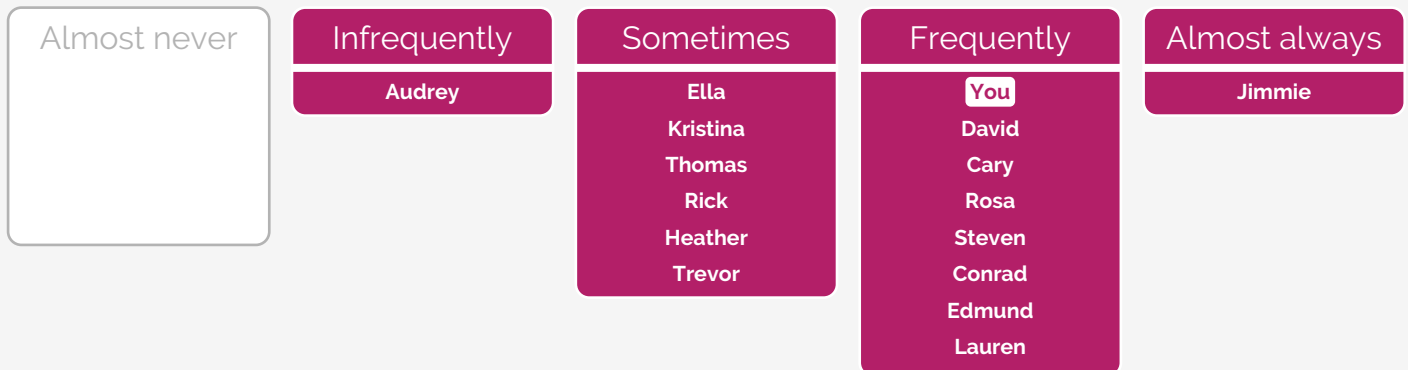 Almost never
Infrequently
Audrey
Sometimes
Ella
Kristina
Thomas
Rick
Heather
Trevor
Frequently
You
David
Cary
Rosa
Steven
Conrad
Edmund
Lauren
Almost always
Jimmie